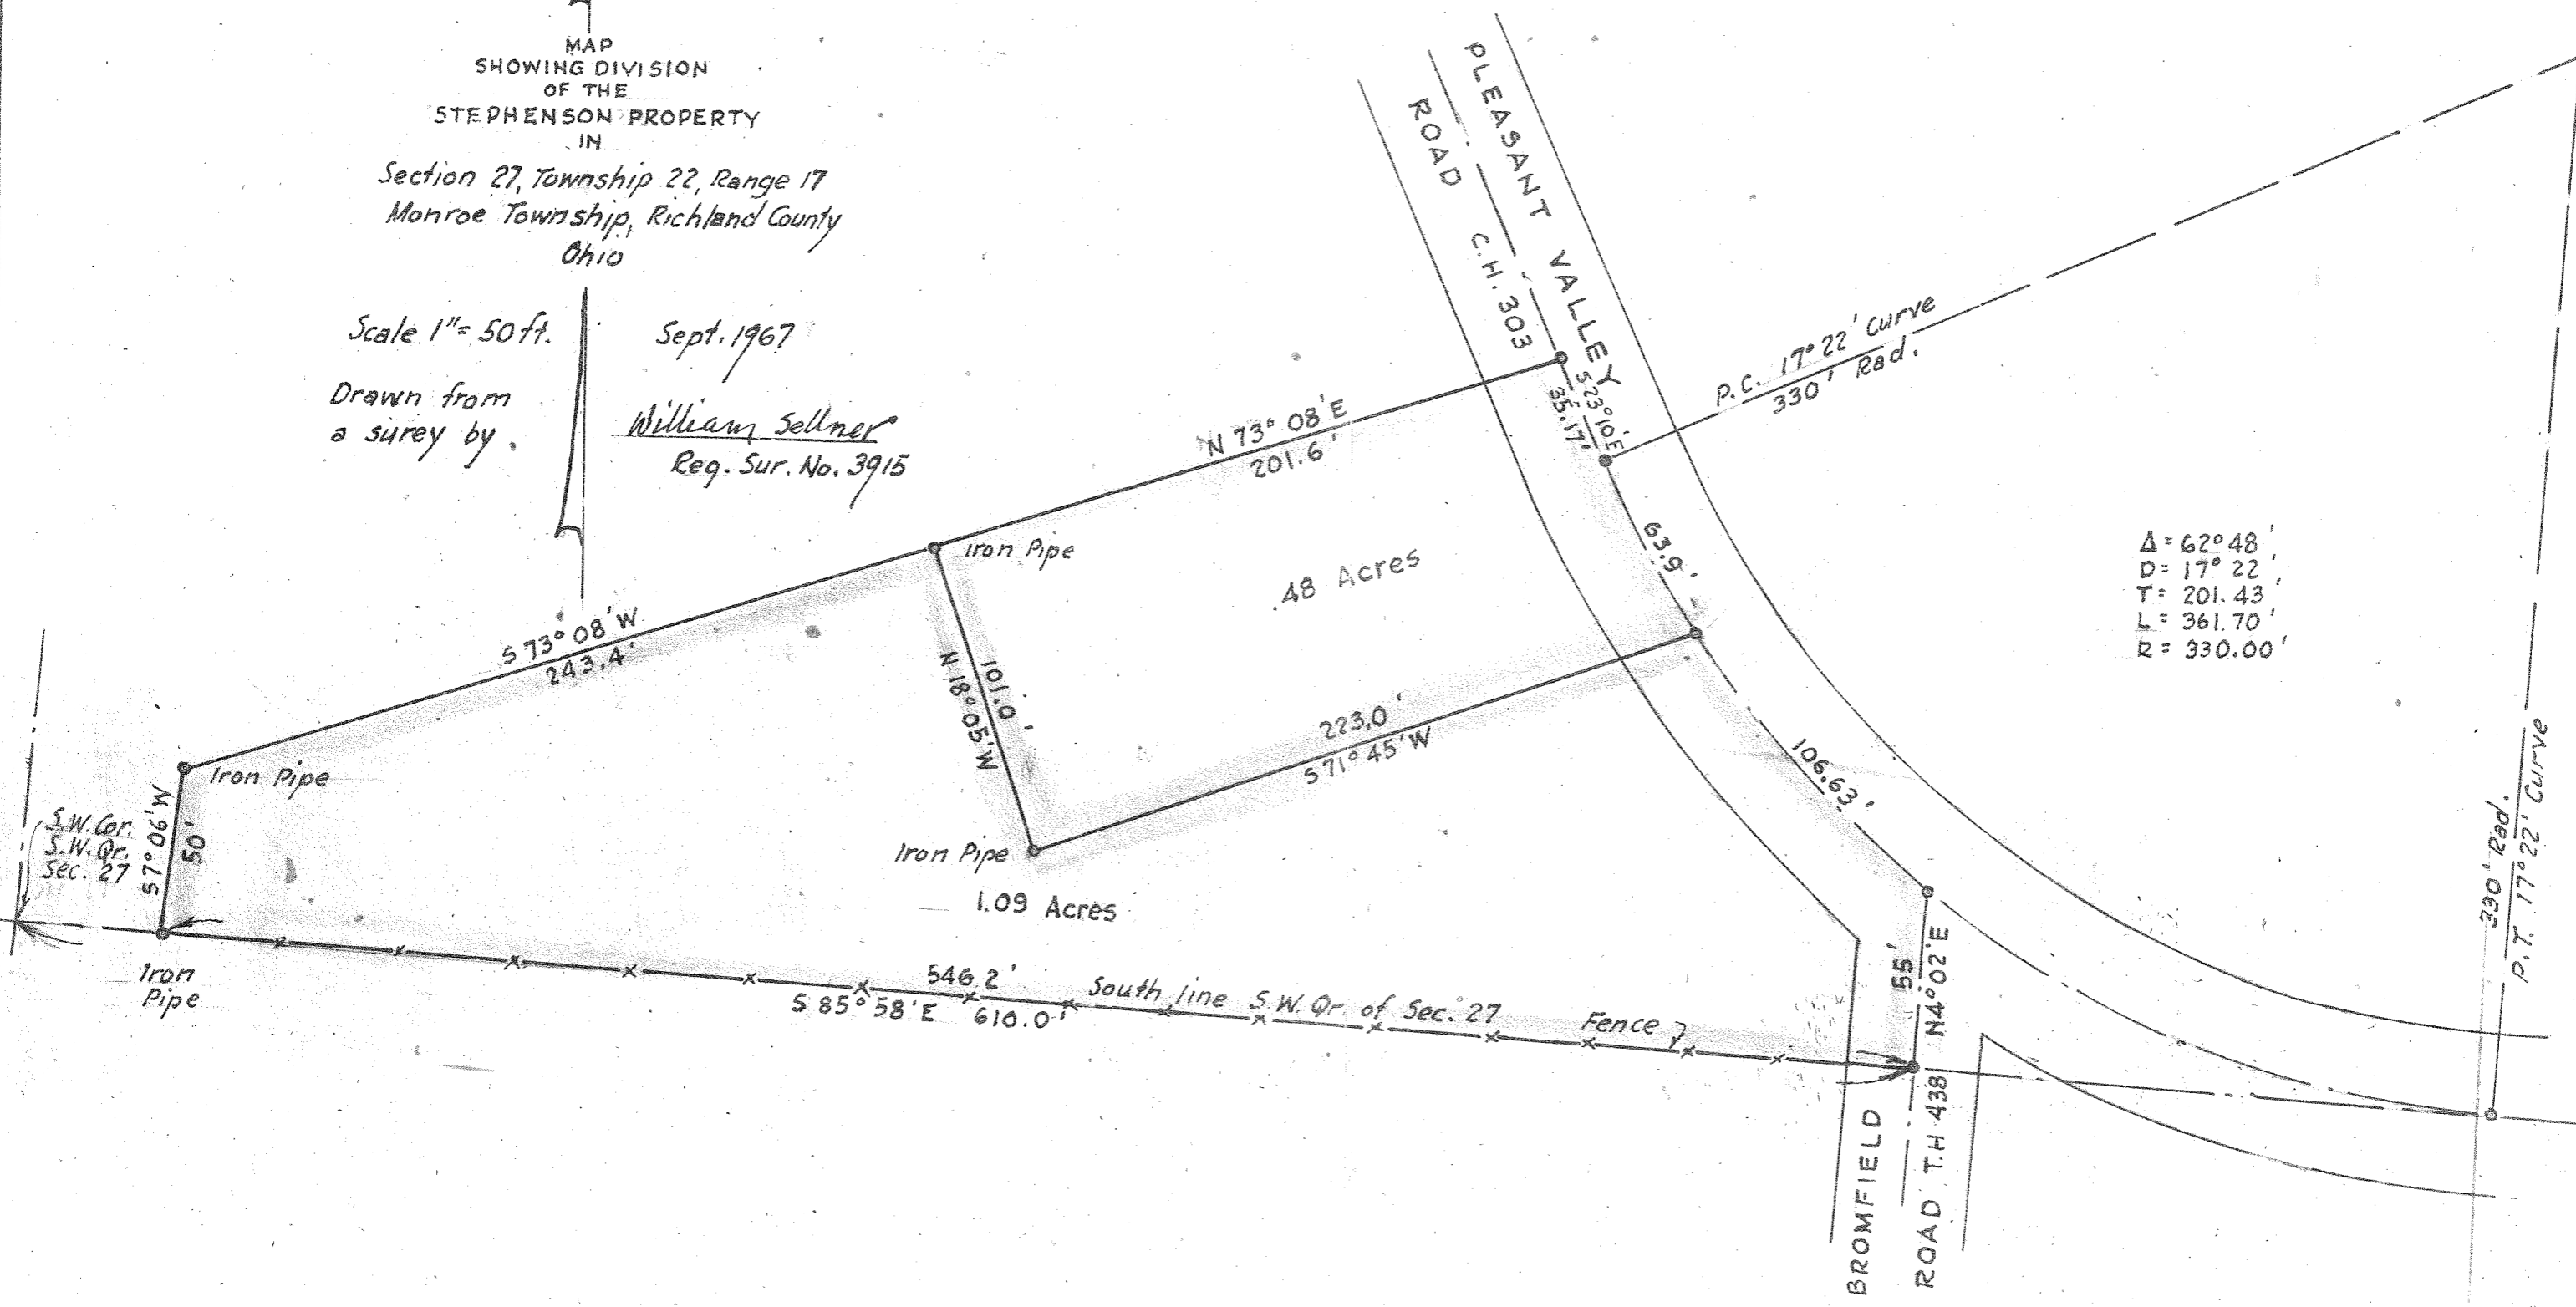 MAP
SHOWING DIVISION
OF THE
STEPHENSON PROPERTY
IN
Section 27, Township 22, Range 17
Monroe Township, Richland County
Ohio
Scale 1"= 50 ft.
Sept. 1967
Drawn from
a surey by.
William Sellner
Reg. Sur. No. 3915
PLEASANT VALLEY
ROAD C.H. 303
S 23° 10' E
35.17'
P.C. 17° 22' Curve
330' Rad.
N 73° 08' E
201.6'
Iron Pipe
.48 Acres
63.9'
Δ = 62° 48'
D = 17° 22'
T = 201.43'
L = 361.70'
R = 330.00'
S 73° 08' W
243.4'
101.0'
N 18° 05' W
223.0'
S 71° 45' W
106.63'
Iron Pipe
S.W. Cor.
S.W. Qr.
Sec. 27
S 7° 06' W
50'
Iron Pipe
1.09 Acres
Iron
Pipe
546.2'
S 85° 58' E 610.0'
South line S.W. Qr. of Sec. 27
Fence
55'
N 4° 02' E
BROMFIELD
ROAD T.H 438
330' Rad.
P.T. 17° 22' Curve